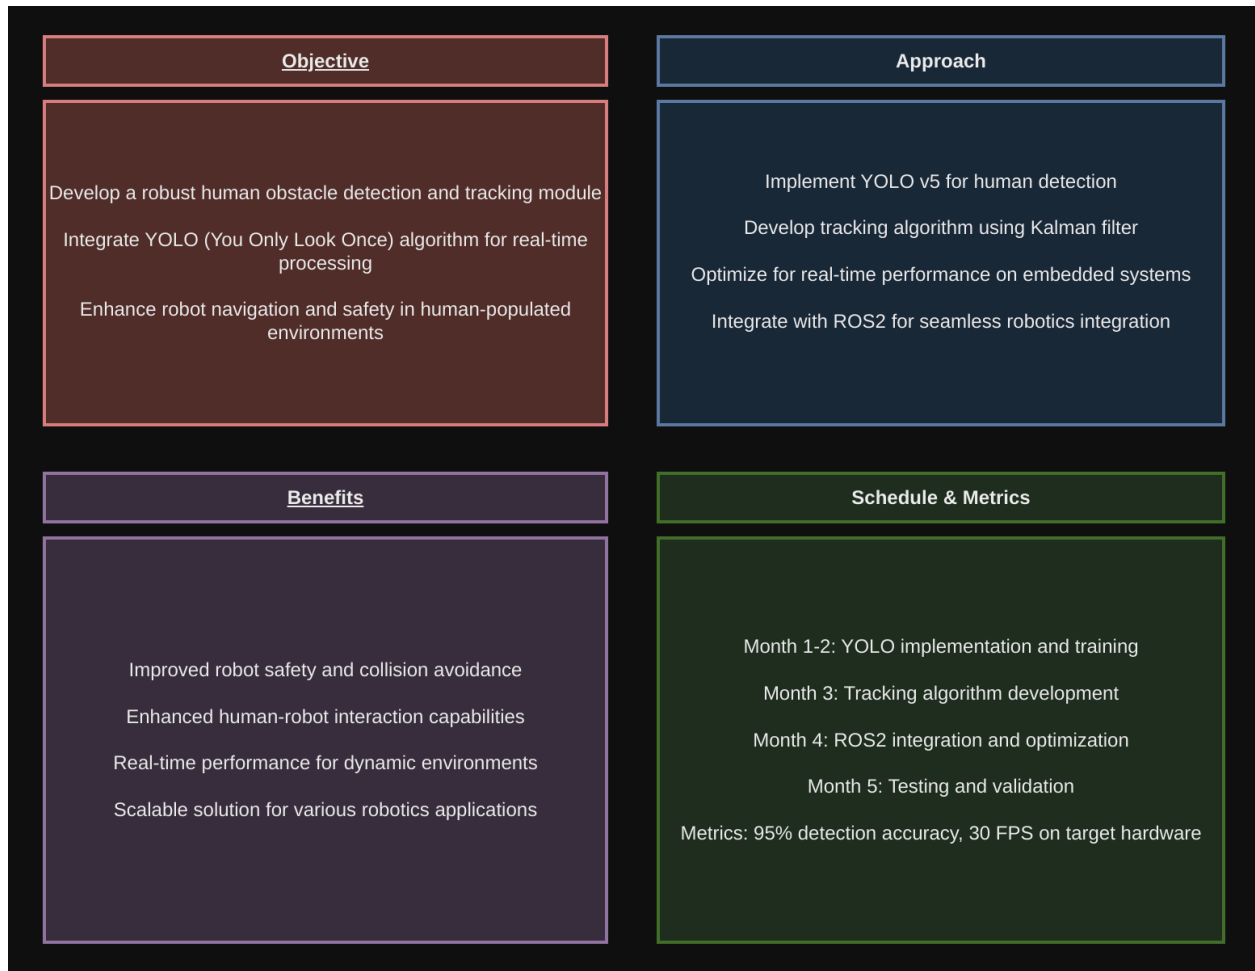 Objective
Develop a robust human obstacle detection and tracking module
Integrate YOLO (You Only Look Once) algorithm for real-time
processing
Enhance robot navigation and safety in human-populated
environments
Approach
Implement YOLO v5 for human detection
Develop tracking algorithm using Kalman filter
Optimize for real-time performance on embedded systems
Integrate with ROS2 for seamless robotics integration
Benefits
Improved robot safety and collision avoidance
Enhanced human-robot interaction capabilities
Real-time performance for dynamic environments
Scalable solution for various robotics applications
Schedule & Metrics
Month 1-2: YOLO implementation and training
Month 3: Tracking algorithm development
Month 4: ROS2 integration and optimization
Month 5: Testing and validation
Metrics: 95% detection accuracy, 30 FPS on target hardware